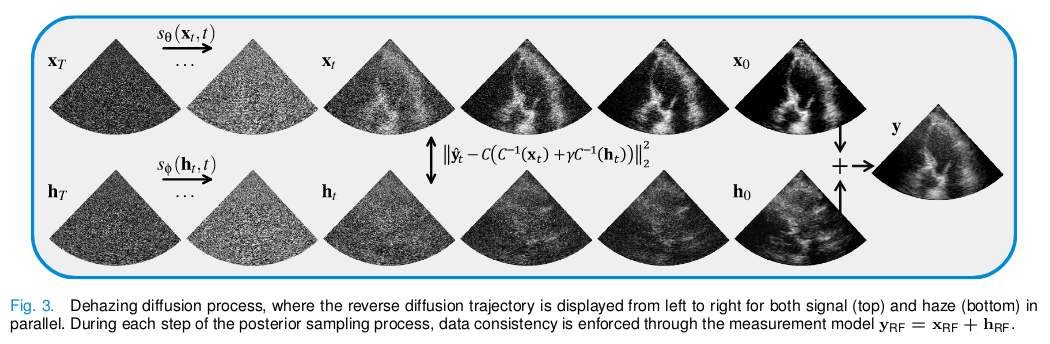 s_θ(x_t, t)
x_T
...
x_t
x_0
y
‖ŷ_t − C(C⁻¹(x_t) + γC⁻¹(h_t))‖₂²
+
s_ϕ(h_t, t)
h_T
...
h_t
h_0
Fig. 3. Dehazing diffusion process, where the reverse diffusion trajectory is displayed from left to right for both signal (top) and haze (bottom) in
parallel. During each step of the posterior sampling process, data consistency is enforced through the measurement model y_RF = x_RF + h_RF.